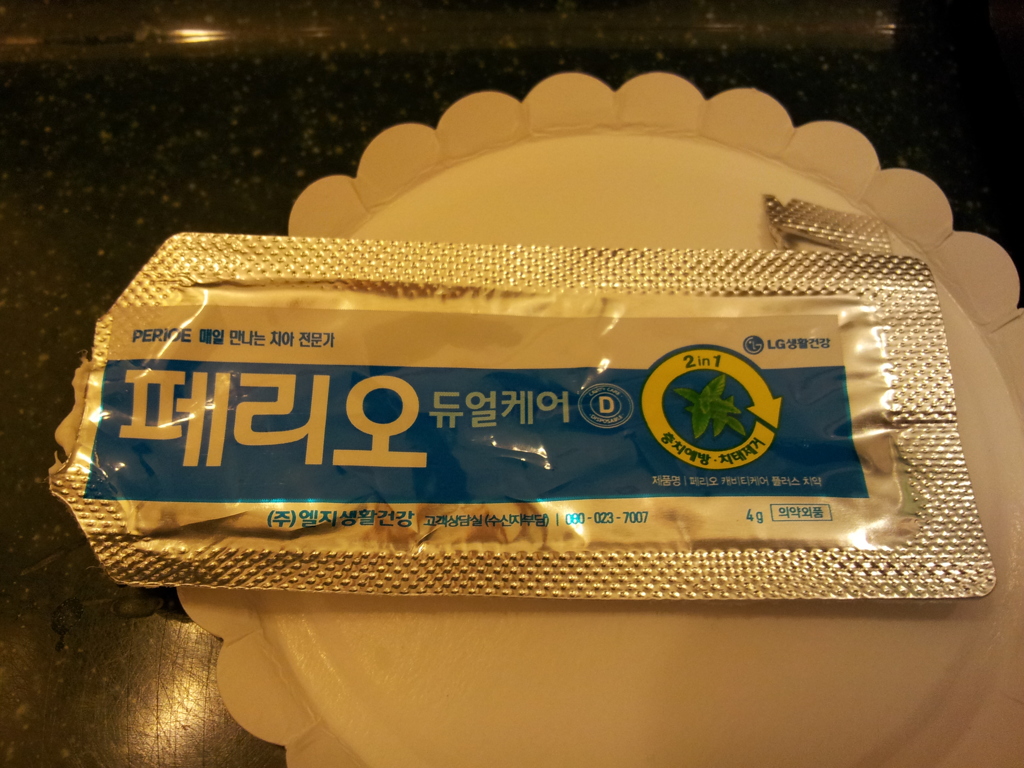 PERIOE 매일 만나는 치아 전문가
LG생활건강
페리오 듀얼케어
D
2 in 1
충치예방 · 치태제거
제품명 | 페리오 캐비티케어 플러스 치약
(주)엘지생활건강 고객상담실 (수신자부담) | 080 - 023 - 7007
4g 의약외품